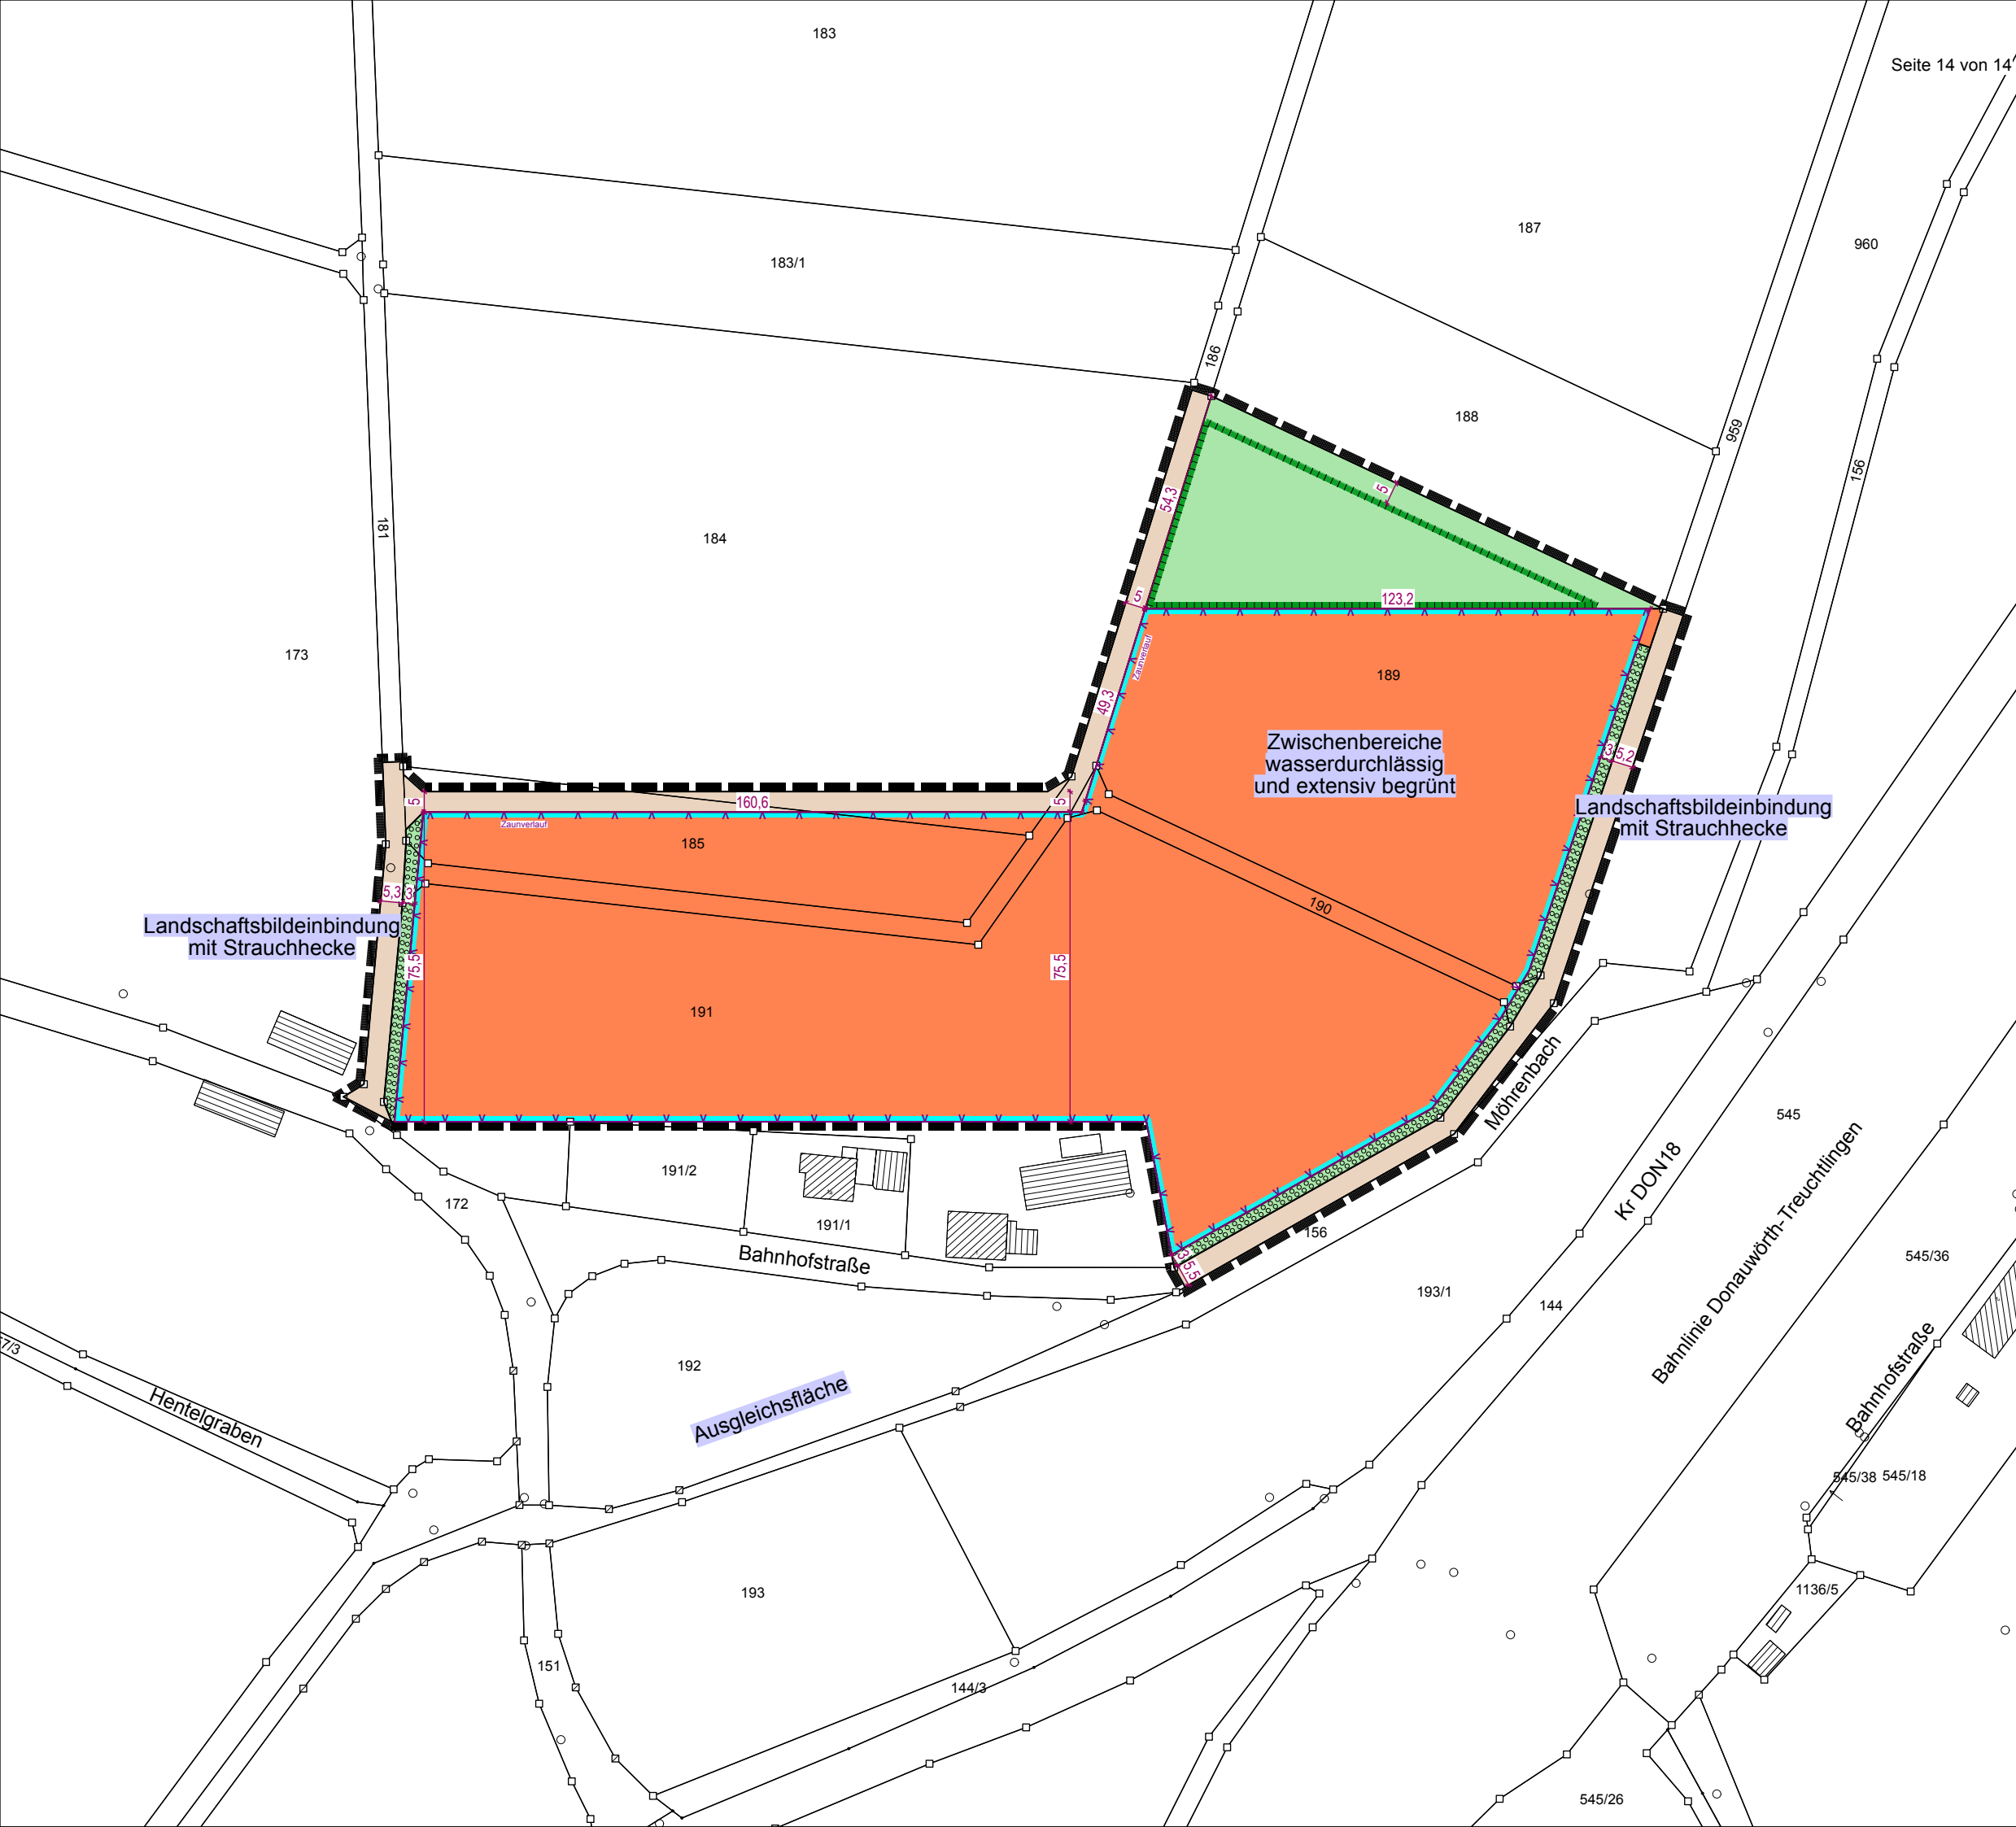 183
Seite 14 von 14
187
960
183/1
186
188
959
156
181
184
54,3
5
5
123,2
173
Zaunverlauf
189
49,3
Zwischenbereiche
wasserdurchlässig
und extensiv begrünt
3
5,2
5
160,6
5
Zaunverlauf
Landschaftsbildeinbindung
mit Strauchhecke
185
5,3
3
190
Landschaftsbildeinbindung
mit Strauchhecke
75,5
75,5
191
Möhrenbach
545
191/2
172
191/1
Bahnhofstraße
156
3
5,5
Kr DON18
Bahnlinie Donauwörth-Treuchtlingen
545/36
193/1
144
192
Ausgleichsfläche
Bahnhofstraße
7/3
Hentelgraben
545/38
545/18
193
1136/5
151
144/3
545/26